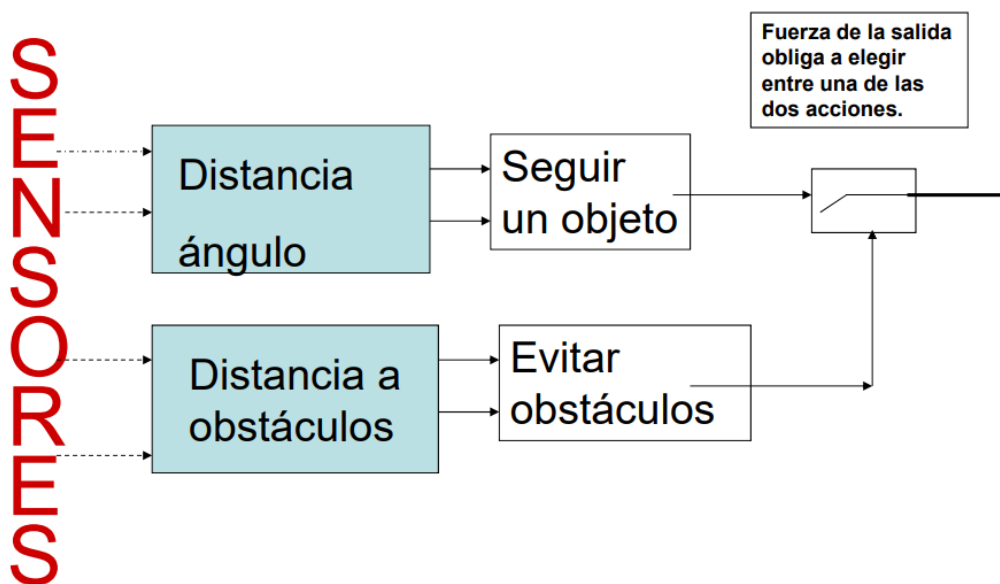 SENSORES
Fuerza de la salida
obliga a elegir
entre una de las
dos acciones.
Distancia
ángulo
Seguir
un objeto
Distancia a
obstáculos
Evitar
obstáculos